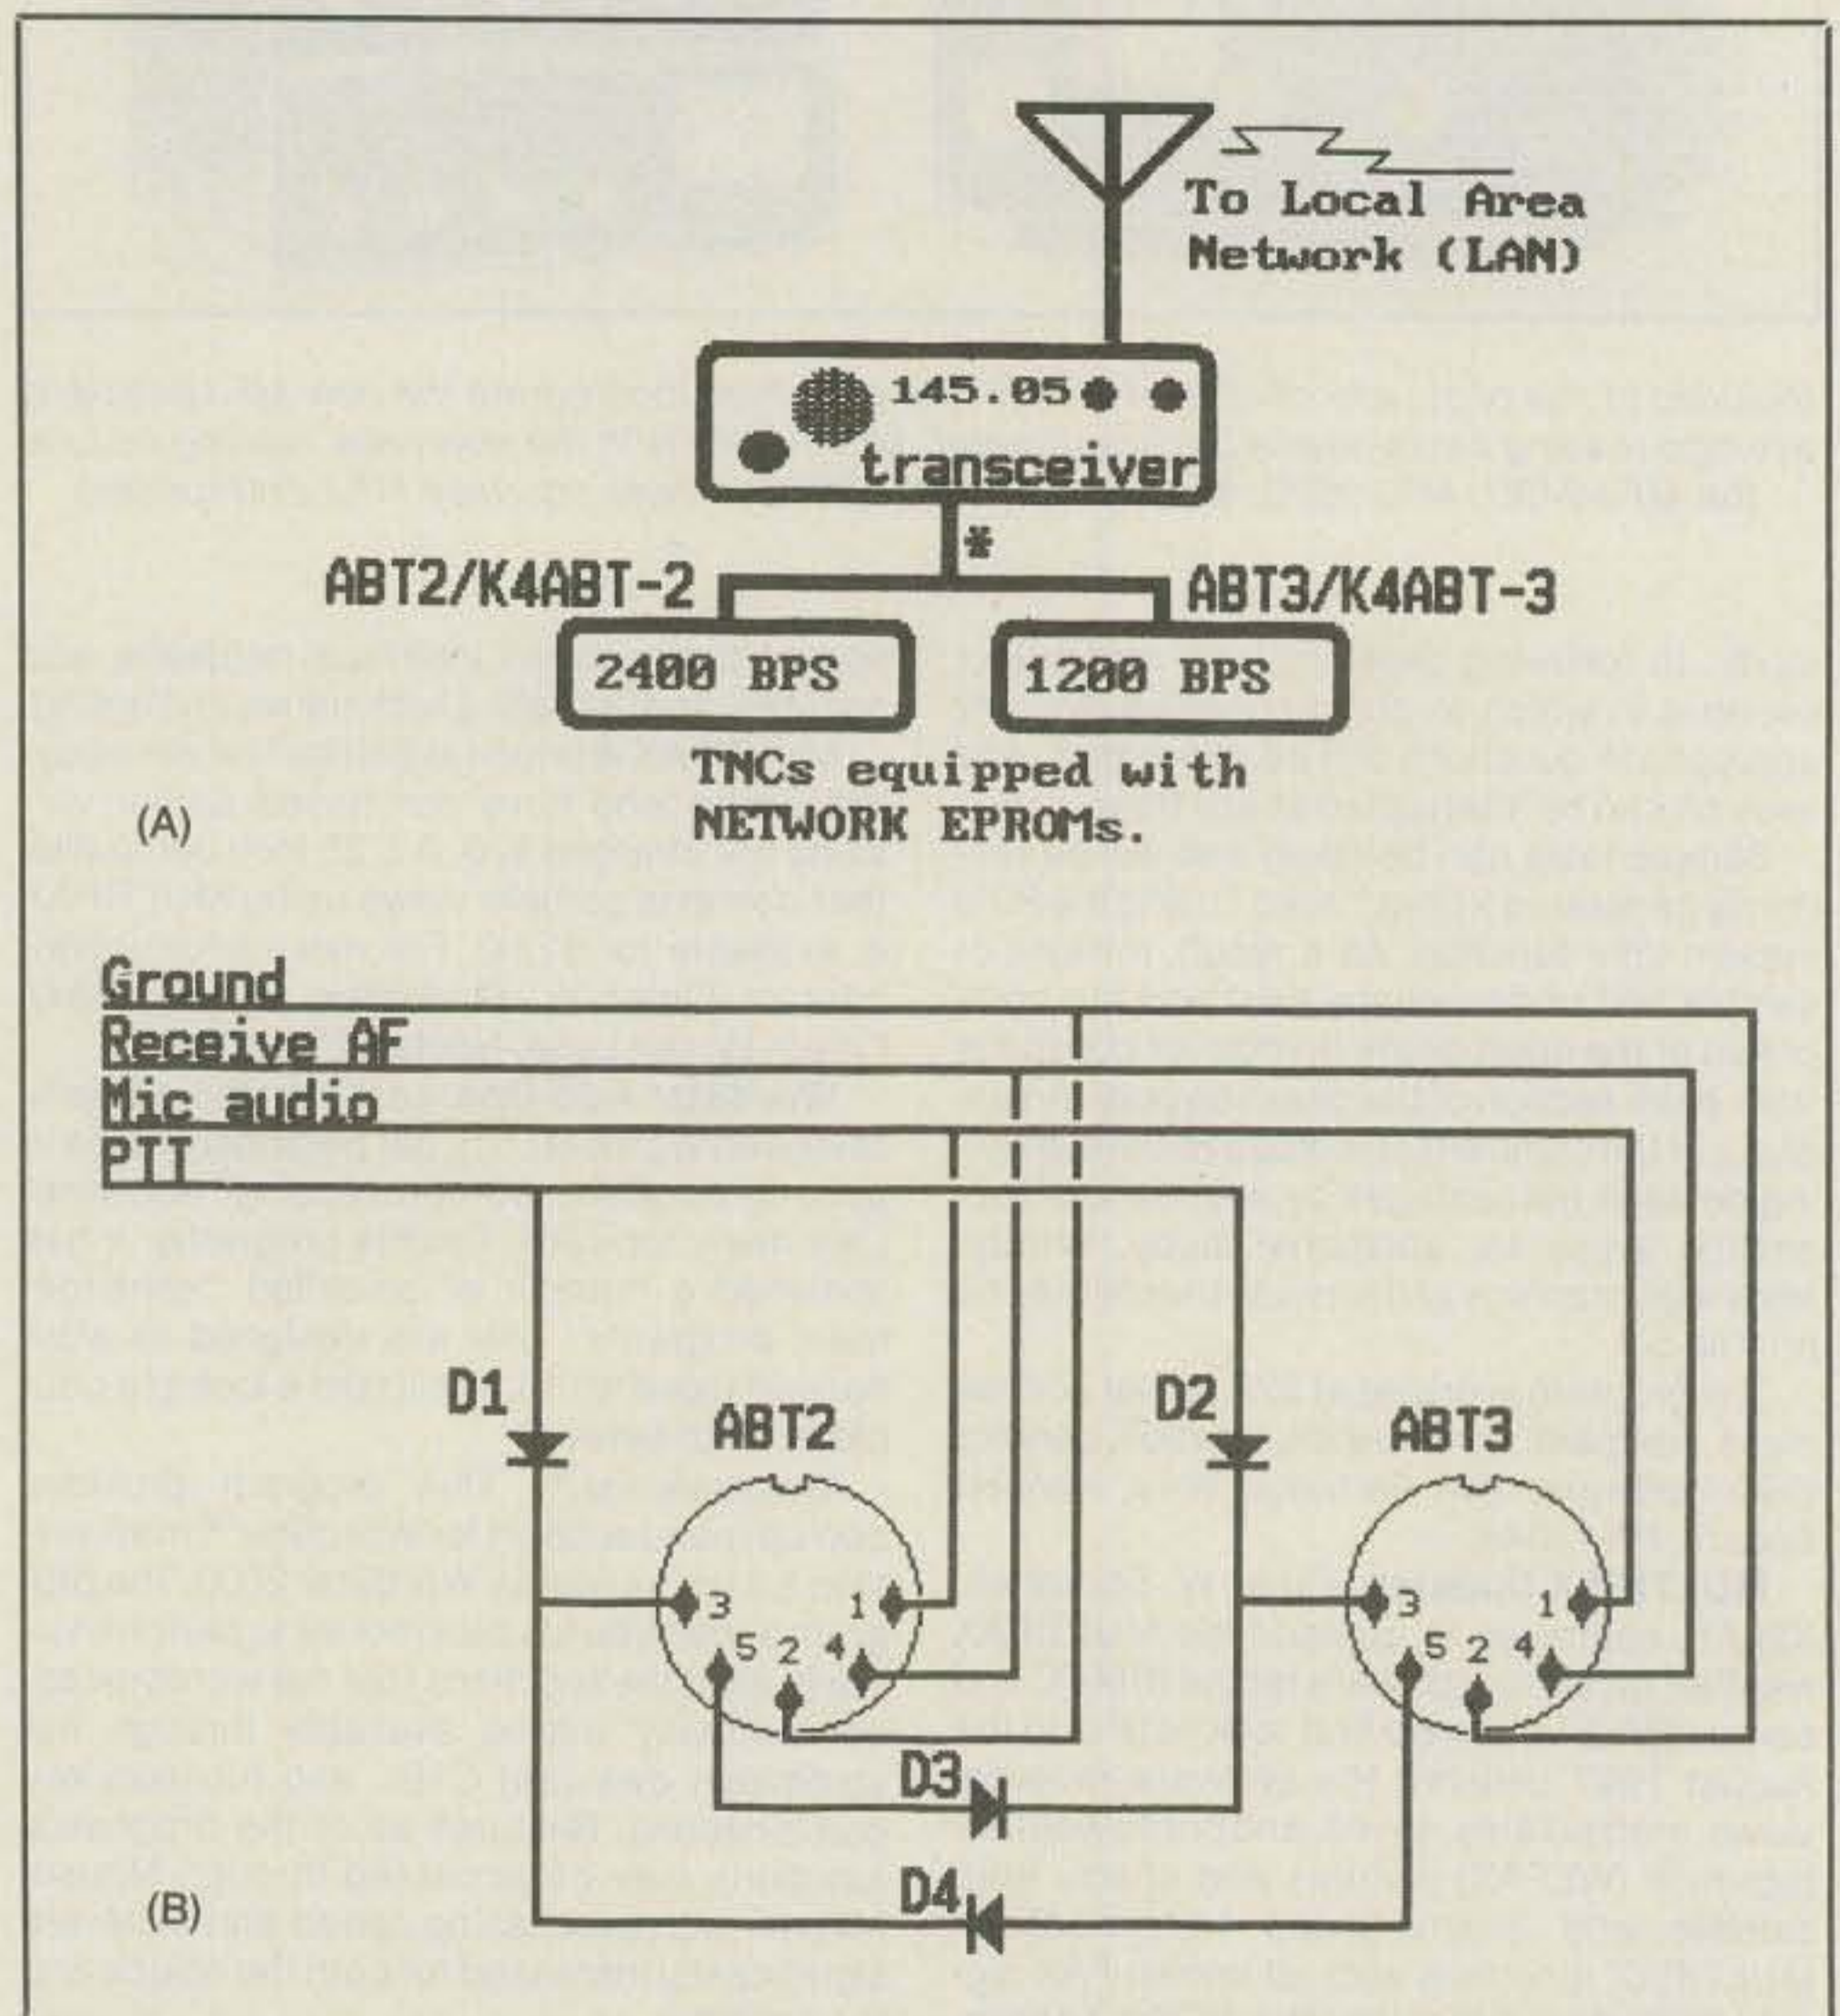 To Local Area
Network (LAN)
145.05
transceiver
*
ABT2/K4ABT-2
ABT3/K4ABT-3
2400 BPS
1200 BPS
TNCs equipped with
NETWORK EPROMs.
(A)
Ground
Receive AF
Mic audio
PTT
D1
ABT2
D2
ABT3
3
1
5
2
4
3
1
5
2
4
D3
D4
(B)